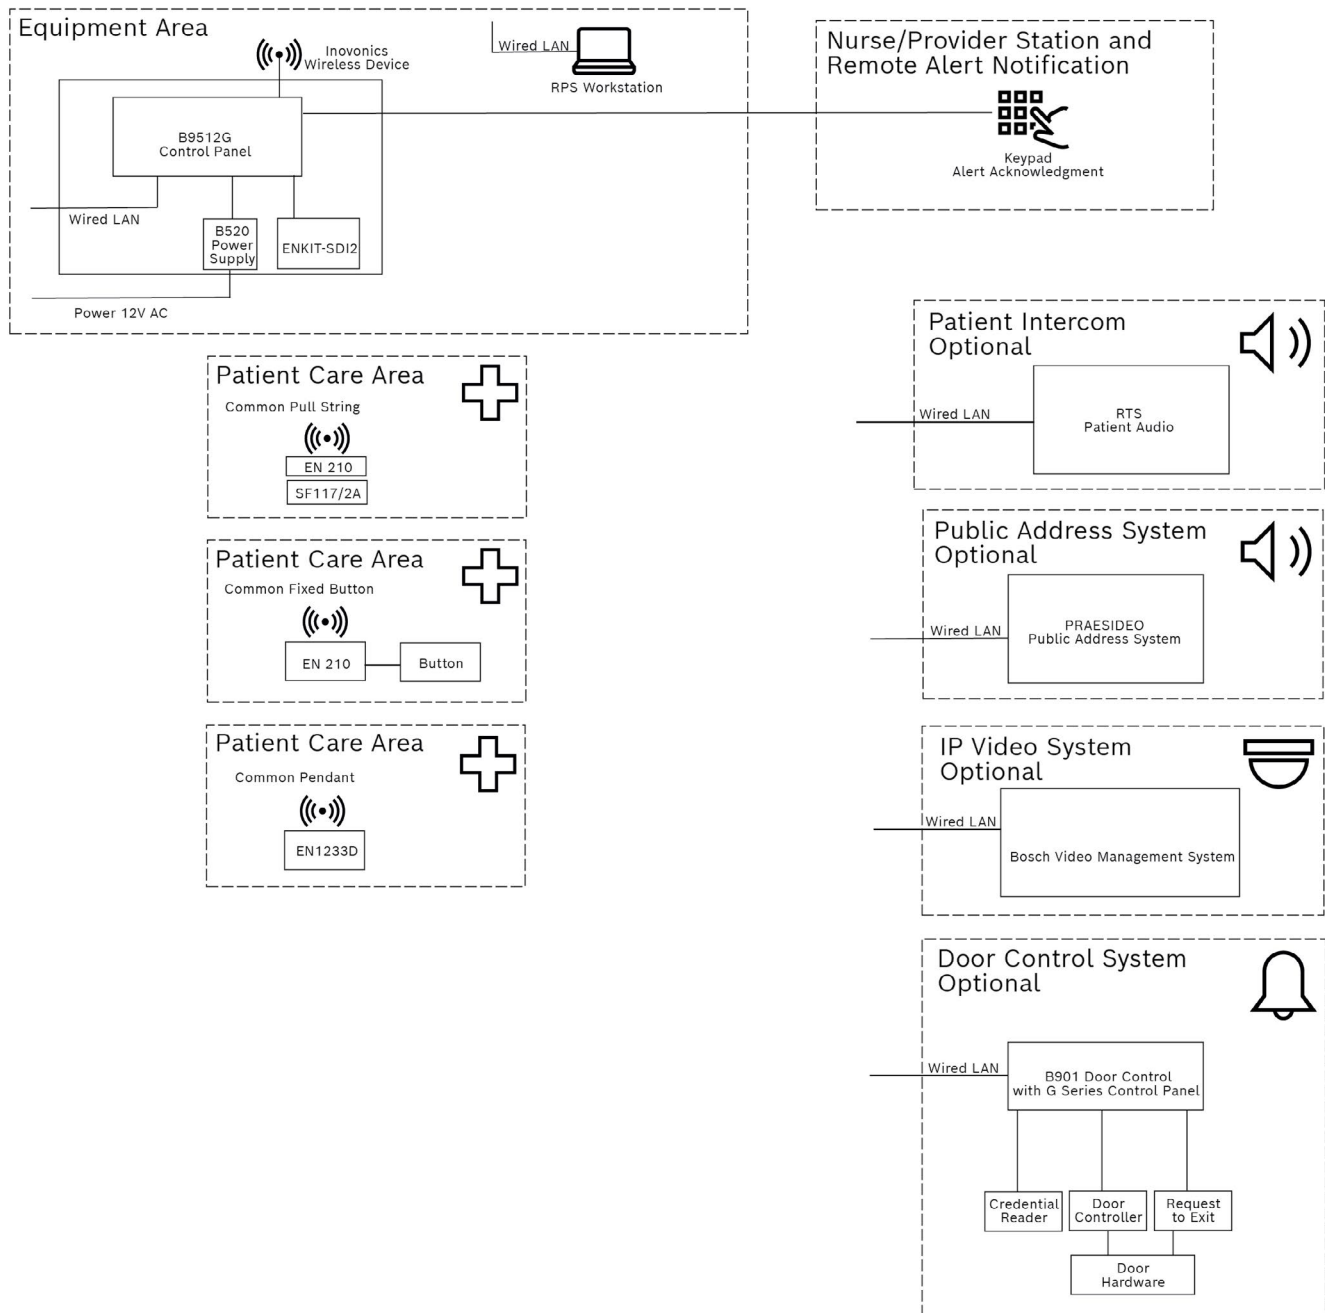 Equipment Area
Inovonics
Wireless Device
Wired LAN
RPS Workstation
B9512G
Control Panel
Wired LAN
B520
Power
Supply
ENKIT-SDI2
Power 12V AC
Nurse/Provider Station and
Remote Alert Notification
Keypad
Alert Acknowledgment
Patient Care Area
Common Pull String
EN 210
SF117/2A
Patient Care Area
Common Fixed Button
EN 210
Button
Patient Care Area
Common Pendant
EN1233D
Patient Intercom
Optional
Wired LAN
RTS
Patient Audio
Public Address System
Optional
Wired LAN
PRAESIDEO
Public Address System
IP Video System
Optional
Wired LAN
Bosch Video Management System
Door Control System
Optional
Wired LAN
B901 Door Control
with G Series Control Panel
Credential
Reader
Door
Controller
Request
to Exit
Door
Hardware